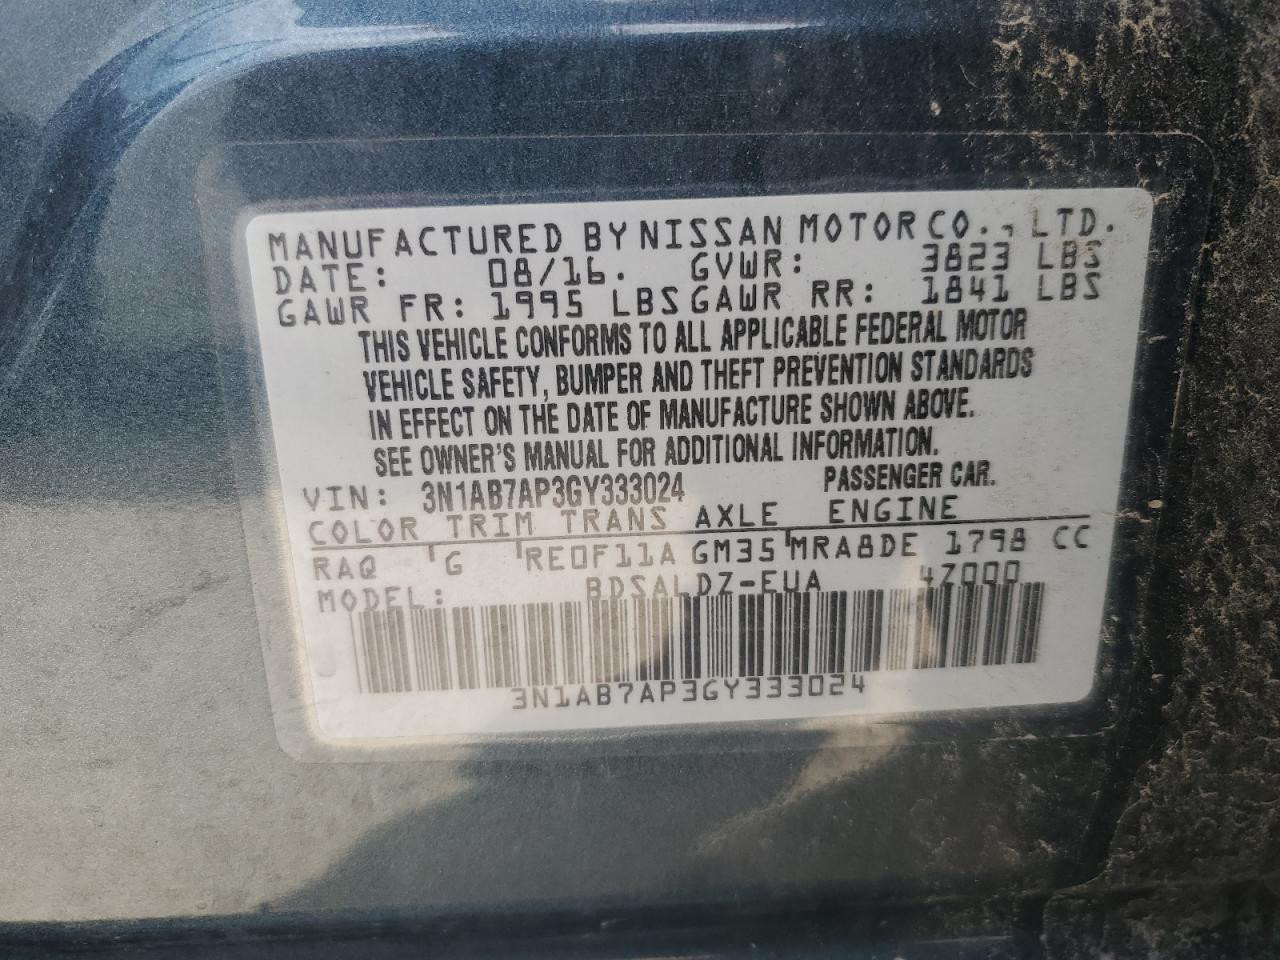 MANUFACTURED BY NISSAN MOTOR CO., LTD.
DATE: 08/16. GVWR: 3823 LBS
GAWR FR: 1995 LBS GAWR RR: 1841 LBS
THIS VEHICLE CONFORMS TO ALL APPLICABLE FEDERAL MOTOR
VEHICLE SAFETY, BUMPER AND THEFT PREVENTION STANDARDS
IN EFFECT ON THE DATE OF MANUFACTURE SHOWN ABOVE.
SEE OWNER'S MANUAL FOR ADDITIONAL INFORMATION.
VIN: 3N1AB7AP3GY333024 PASSENGER CAR.
COLOR TRIM TRANS AXLE ENGINE
RAQ G RE0F11A GM35 MRA8DE 1798 CC
MODEL: BDSALDZ-EUA 4Z000
3N1AB7AP3GY333024